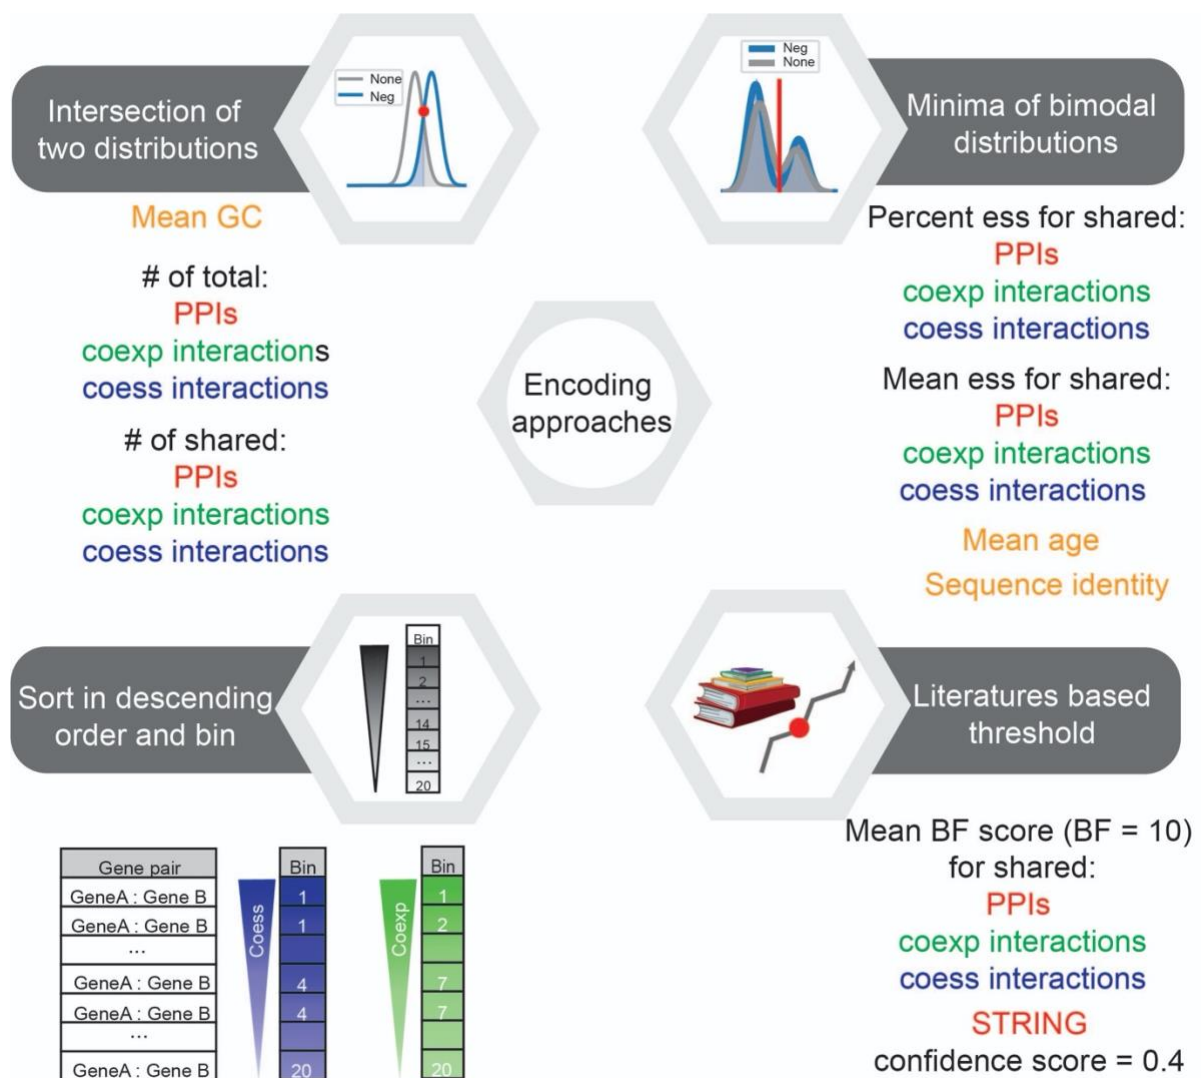 Intersection of
two distributions
None
Neg
Mean GC
# of total:
PPIs
coexp interactions
coess interactions
# of shared:
PPIs
coexp interactions
coess interactions
Neg
None
Minima of bimodal
distributions
Percent ess for shared:
PPIs
coexp interactions
coess interactions
Mean ess for shared:
PPIs
coexp interactions
coess interactions
Mean age
Sequence identity
Encoding
approaches
Sort in descending
order and bin
Bin
1
2
...
14
15
...
20
Gene pair
GeneA : Gene B
GeneA : Gene B
...
GeneA : Gene B
GeneA : Gene B
...
GeneA : Gene B
Coess
Bin
1
1
4
4
20
Coexp
Bin
1
2
7
7
20
Literatures based
threshold
Mean BF score (BF = 10)
for shared:
PPIs
coexp interactions
coess interactions
STRING
confidence score = 0.4